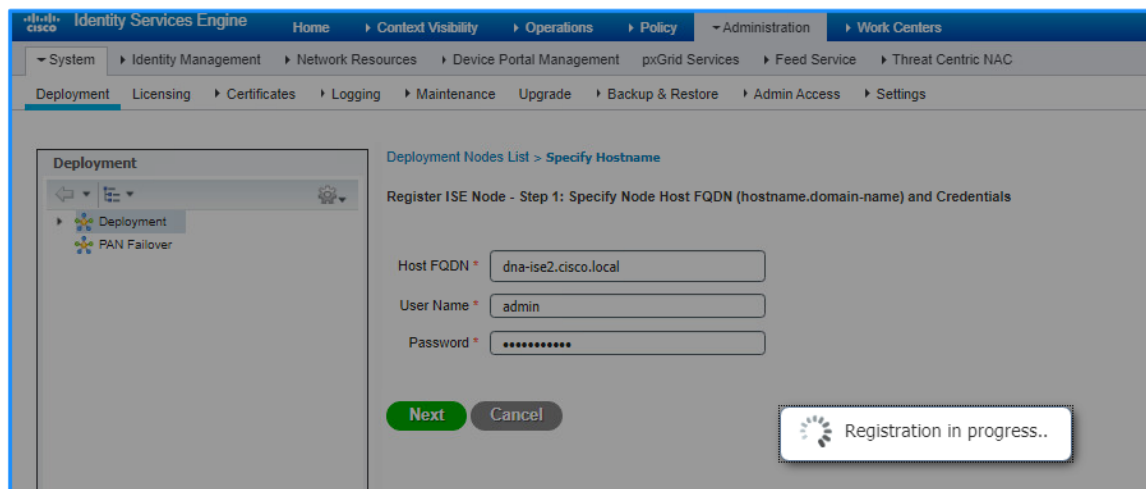 cisco Identity Services Engine Home Context Visibility Operations Policy Administration Work Centers
System Identity Management Network Resources Device Portal Management pxGrid Services Feed Service Threat Centric NAC
Deployment Licensing Certificates Logging Maintenance Upgrade Backup & Restore Admin Access Settings
Deployment
Deployment
PAN Failover
Deployment Nodes List > Specify Hostname
Register ISE Node - Step 1: Specify Node Host FQDN (hostname.domain-name) and Credentials
Host FQDN * dna-ise2.cisco.local
User Name * admin
Password * •••••••••••
Next Cancel
Registration in progress..